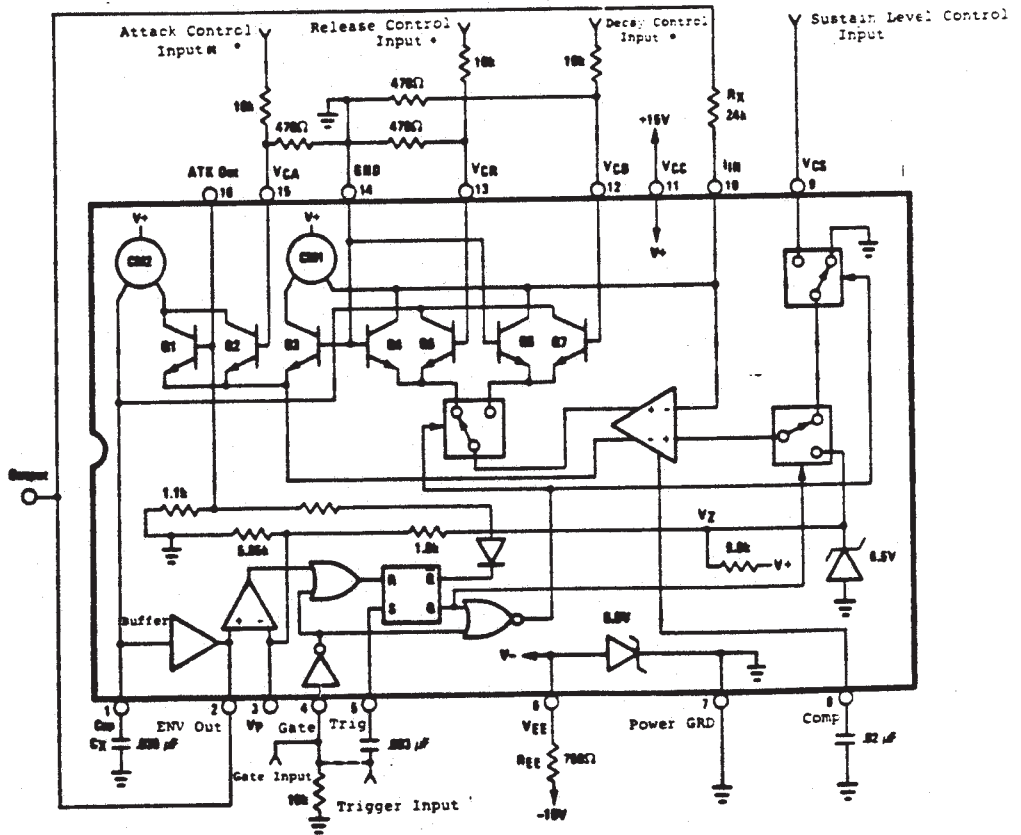 Attack Control
Input
Release Control
Input
Decay Control
Input
Sustain Level Control
Input
10k
10k
10k
470Ω
470Ω
470Ω
+15V
RX
24k
ATK Out
VCA
GND
VCR
VCD
VCC
IIN
VCS
16
15
14
13
12
11
10
9
V+
V+
V+
CM2
CM1
Q1
Q2
Q3
Q4
Q5
Q6
Q7
+ -
- +
Output
1.1k
VZ
V+
6.5V
R
S
Q
Q
Buffer
+ -
V-
1
2
3
4
5
6
7
8
Cap
ENV Out
VP
Gate
Trig
VEE
Power GRD
Comp
CX
Gate Input
Trigger Input
10k
REE
-15V
.02 µF